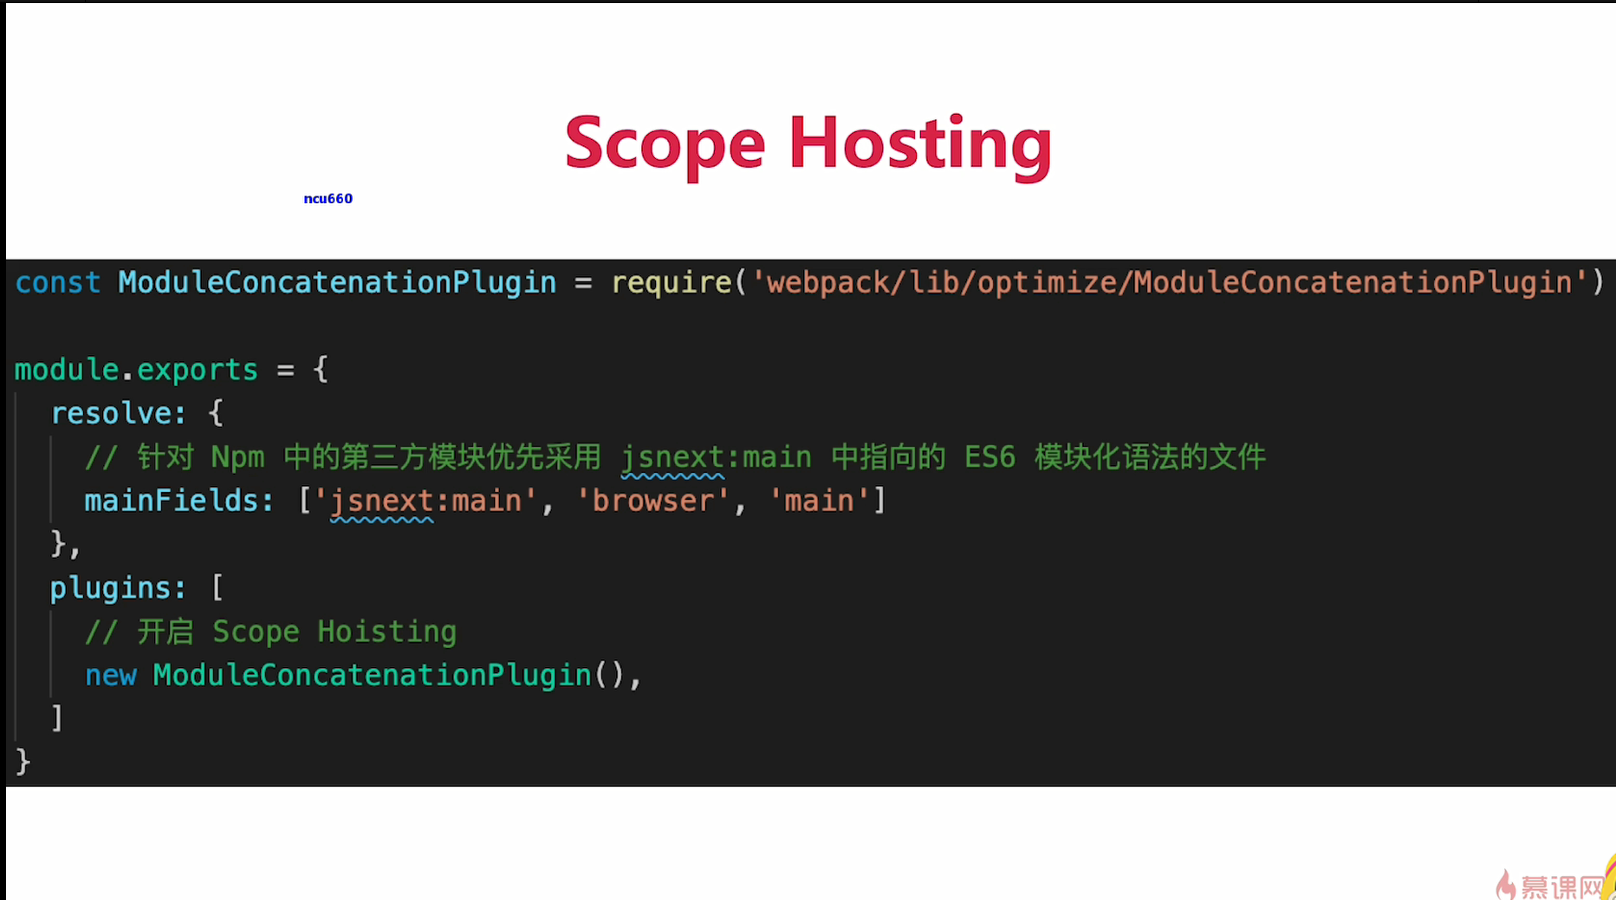 Scope Hosting
ncu660
const ModuleConcatenationPlugin = require('webpack/lib/optimize/ModuleConcatenationPlugin')
module.exports = {
resolve: {
// 针对 Npm 中的第三方模块优先采用 jsnext:main 中指向的 ES6 模块化语法的文件
mainFields: ['jsnext:main', 'browser', 'main']
},
plugins: [
// 开启 Scope Hoisting
new ModuleConcatenationPlugin(),
]
}
慕课网